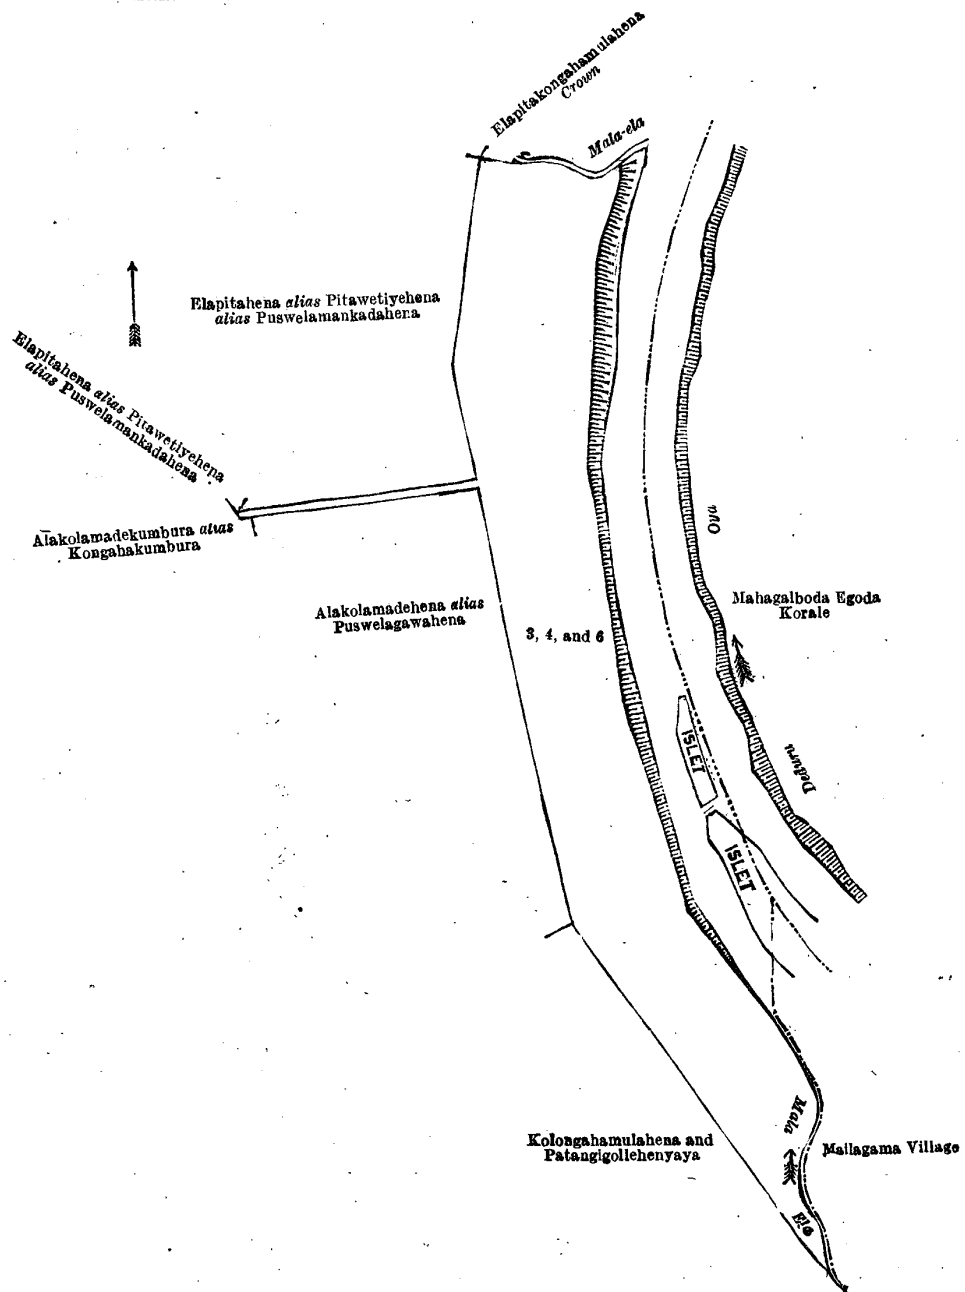 Elapitakongahamulahena
Crown
Mala-ela
Elapitahena alias Pitawetiyehena
alias Puswelamankadahena
Elapitahena alias Pitawetiyehena
alias Puswelamankadahena
Alakolamadekumbura alias
Kongahakumbura
Oya
Mahagalboda Egoda
Korale
Alakolamadehena alias
Puswelagawahena
3, 4, and 6
ISLET
Deduru
ISLET
Mala
Kolongahamulahena and
Patangigollehenyaya
Mallagama Village
Ela